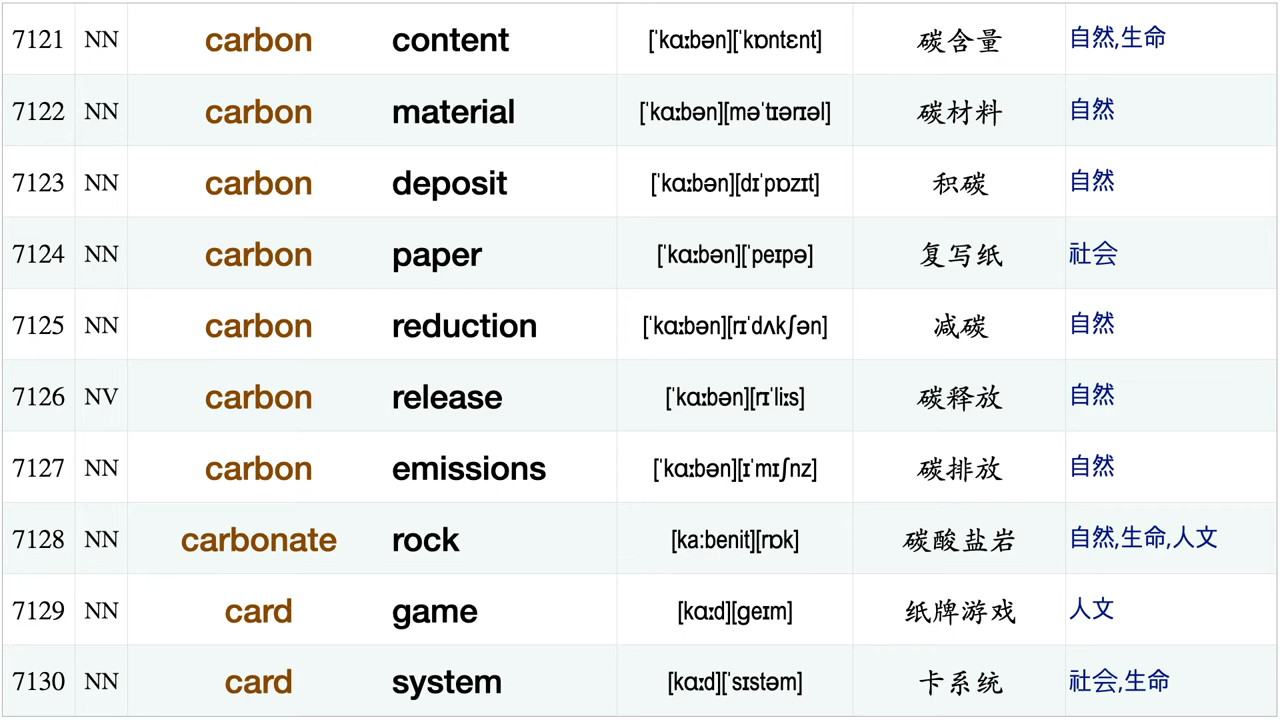 7121 NN carbon content [ˈkɑːbən][ˈkɒntɛnt] 碳含量 自然,生命
7122 NN carbon material [ˈkɑːbən][məˈtɪərɪəl] 碳材料 自然
7123 NN carbon deposit [ˈkɑːbən][dɪˈpɒzɪt] 积碳 自然
7124 NN carbon paper [ˈkɑːbən][ˈpeɪpə] 复写纸 社会
7125 NN carbon reduction [ˈkɑːbən][rɪˈdʌkʃən] 减碳 自然
7126 NV carbon release [ˈkɑːbən][rɪˈliːs] 碳释放 自然
7127 NN carbon emissions [ˈkɑːbən][ɪˈmɪʃnz] 碳排放 自然
7128 NN carbonate rock [ka:benit][rɒk] 碳酸盐岩 自然,生命,人文
7129 NN card game [kɑːd][geɪm] 纸牌游戏 人文
7130 NN card system [kɑːd][ˈsɪstəm] 卡系统 社会,生命